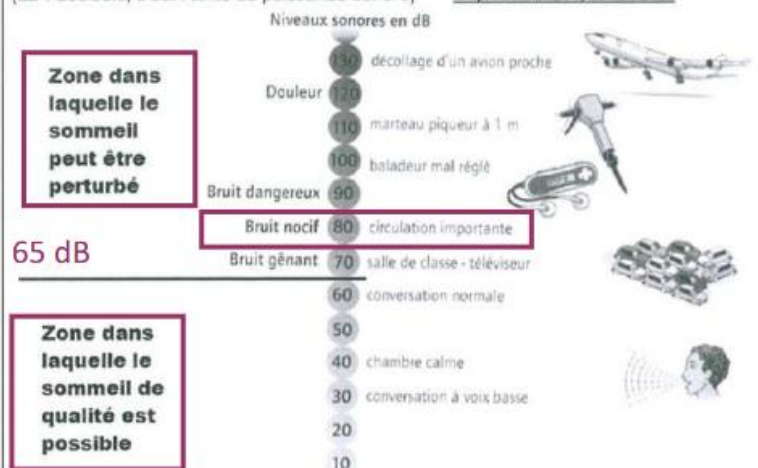 Niveaux sonores en dB
130 décollage d'un avion proche
Zone dans
laquelle le
sommeil
peut être
perturbé
Douleur 120
110 marteau piqueur à 1 m
100 baladeur mal réglé
Bruit dangereux 90
Bruit nocif 80 circulation importante
65 dB
Bruit gênant 70 salle de classe - téléviseur
60 conversation normale
Zone dans
laquelle le
sommeil de
qualité est
possible
50
40 chambre calme
30 conversation à voix basse
20
10